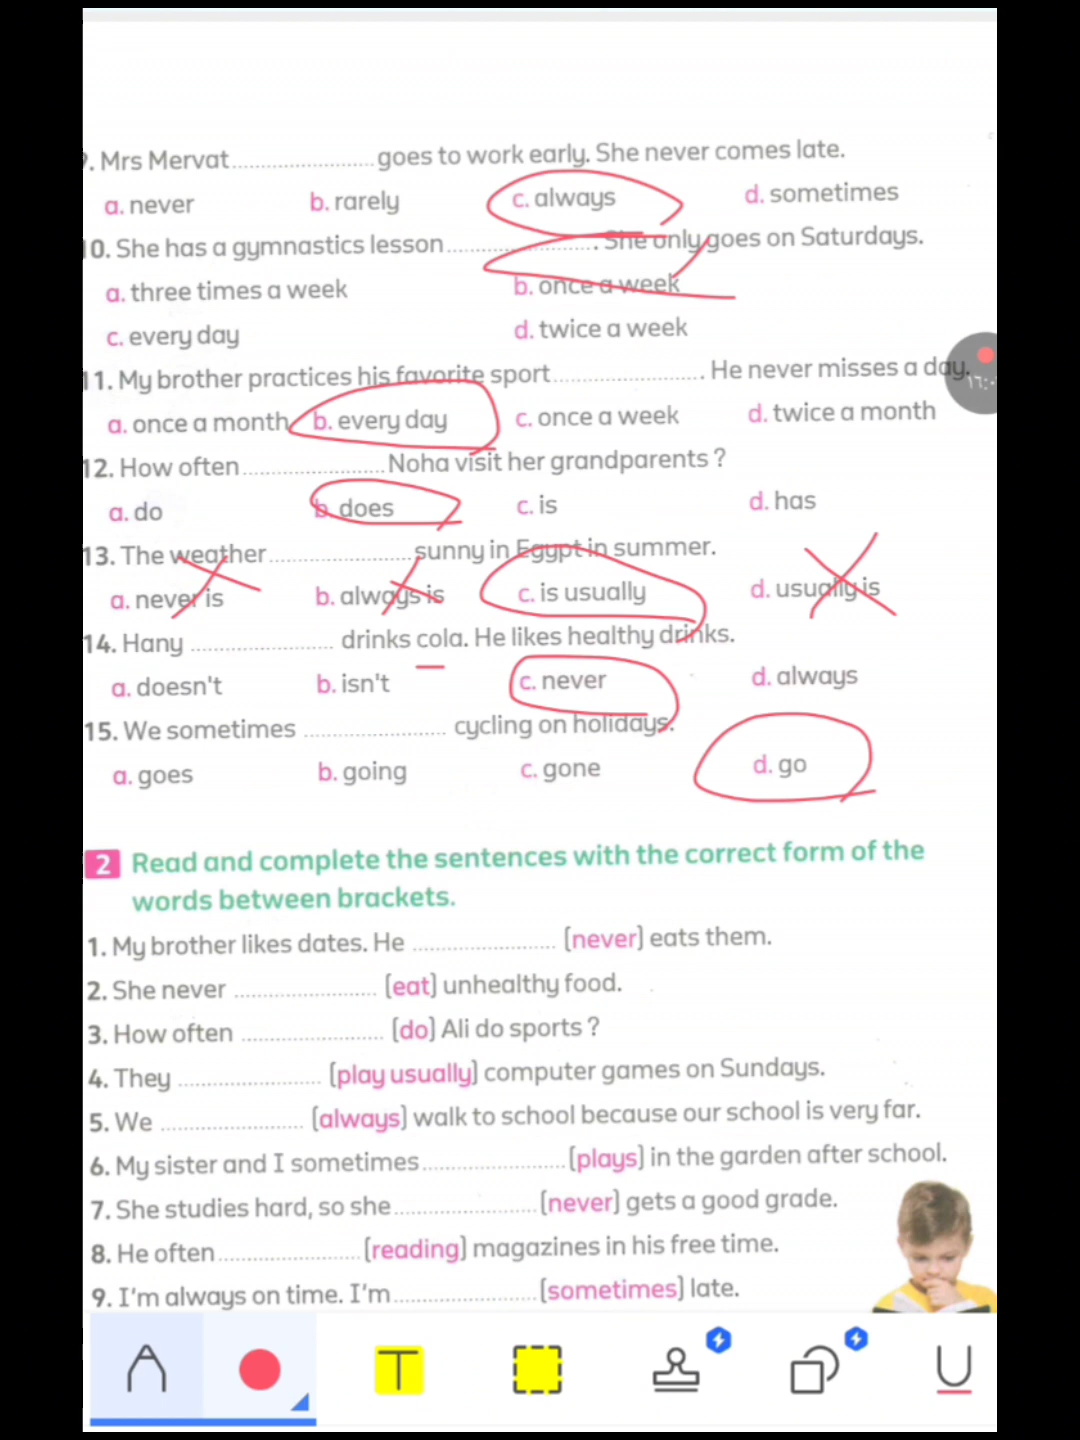 9. Mrs Mervat .................... goes to work early. She never comes late.
a. never b. rarely c. always d. sometimes
10. She has a gymnastics lesson .................... . She only goes on Saturdays.
a. three times a week b. once a week
c. every day d. twice a week
11. My brother practices his favorite sport .................... . He never misses a day.
a. once a month b. every day c. once a week d. twice a month
12. How often .................... Noha visit her grandparents ?
a. do b. does c. is d. has
13. The weather .................... sunny in Egypt in summer.
a. never is b. always is c. is usually d. usually is
14. Hany .................... drinks cola. He likes healthy drinks.
a. doesn't b. isn't c. never d. always
15. We sometimes .................... cycling on holidays.
a. goes b. going c. gone d. go
2 Read and complete the sentences with the correct form of the
words between brackets.
1. My brother likes dates. He .................... (never) eats them.
2. She never .................... (eat) unhealthy food.
3. How often .................... (do) Ali do sports ?
4. They .................... (play usually) computer games on Sundays.
5. We .................... (always) walk to school because our school is very far.
6. My sister and I sometimes .................... (plays) in the garden after school.
7. She studies hard, so she .................... (never) gets a good grade.
8. He often .................... (reading) magazines in his free time.
9. I'm always on time. I'm .................... (sometimes) late.